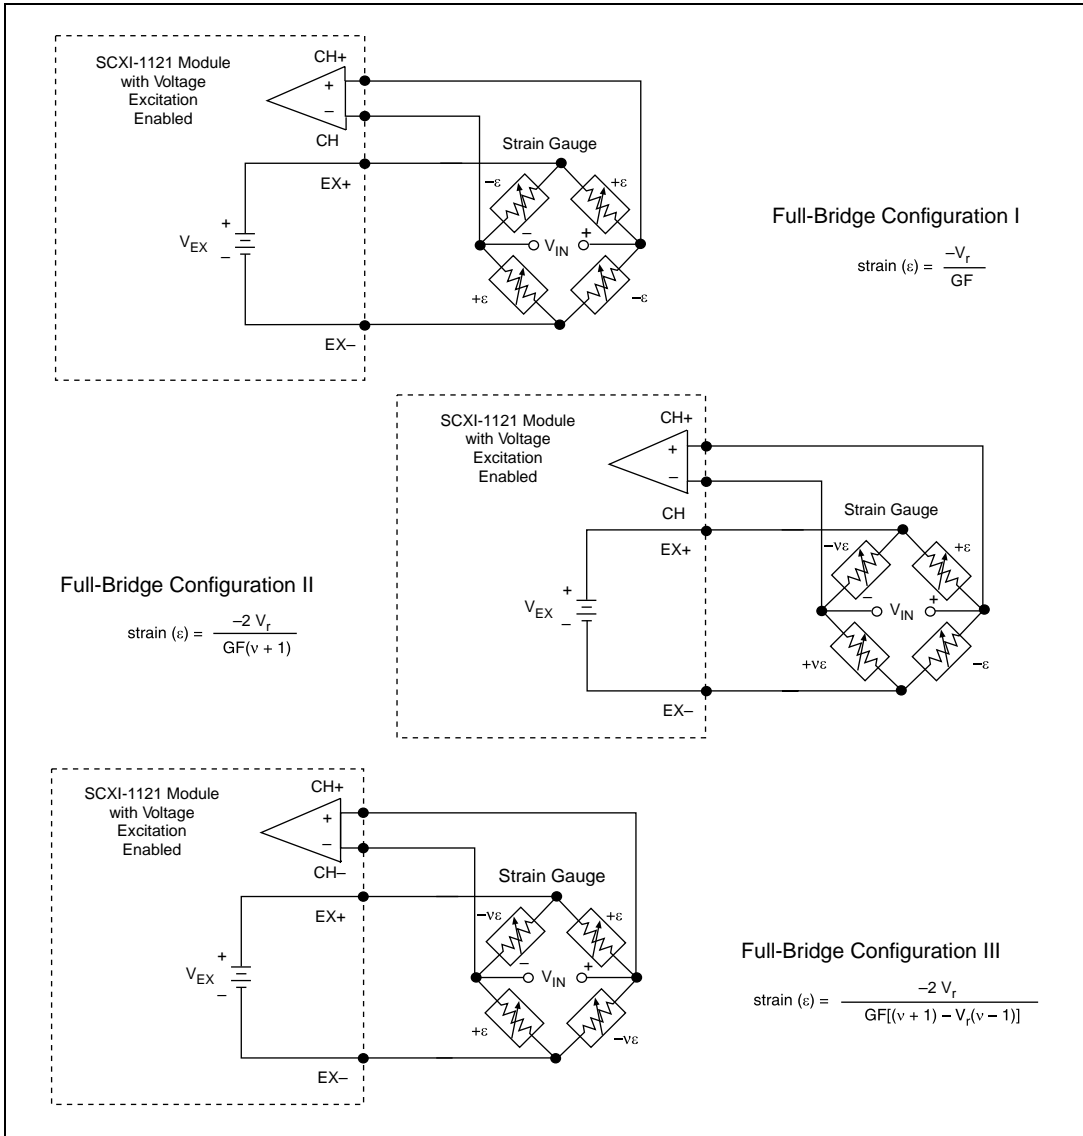 SCXI-1121 Module
with Voltage
Excitation
Enabled
CH+
+
–
CH
EX+
+
V_EX
–
EX–
Strain Gauge
–ε
+ε
–
V_IN
+
+ε
–ε
Full-Bridge Configuration I
strain (ε) = –V_r / GF
SCXI-1121 Module
with Voltage
Excitation
Enabled
CH+
+
–
CH
EX+
+
V_EX
–
EX–
Strain Gauge
–νε
+ε
–
V_IN
+
+νε
–ε
Full-Bridge Configuration II
strain (ε) = –2 V_r / GF(ν + 1)
SCXI-1121 Module
with Voltage
Excitation
Enabled
CH+
+
–
CH–
EX+
+
V_EX
–
EX–
Strain Gauge
–νε
+ε
–
V_IN
+
+ε
–νε
Full-Bridge Configuration III
strain (ε) = –2 V_r / GF[(ν + 1) – V_r(ν – 1)]